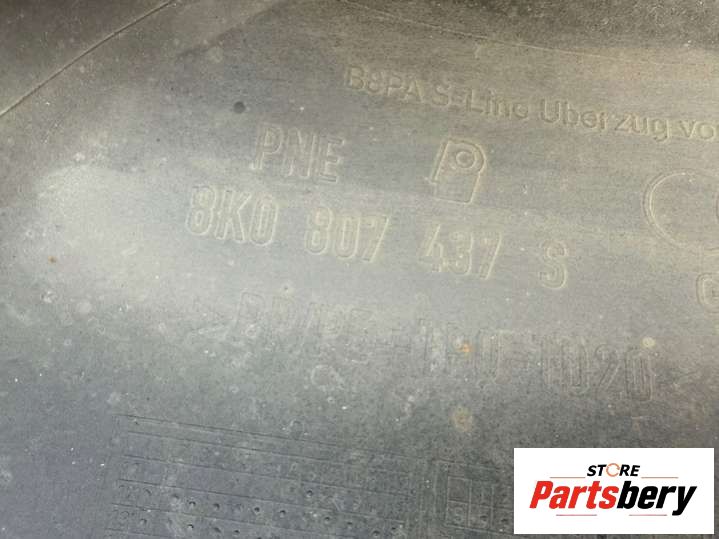 B8PA S-Line Überzug vo
PNE
8K0 807 437 S
STORE
Partsbery